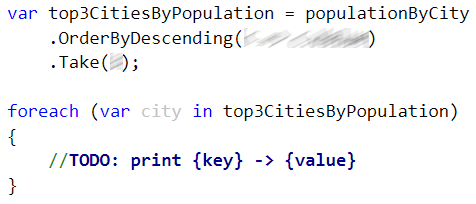 var top3CitiesByPopulation = populationByCity
.OrderByDescending()
.Take();
foreach (var city in top3CitiesByPopulation)
{
//TODO: print {key} -> {value}
}